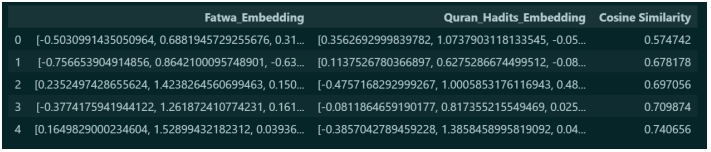 Fatwa_Embedding Quran_Hadits_Embedding Cosine Similarity
0 [-0.5030991435050964, 0.6881945729255676, 0.31... [0.3562692999839782, 1.0737903118133545, -0.05... 0.574742
1 [-0.756653904914856, 0.8642100095748901, -0.63... [0.1137526780366897, 0.6275286674499512, -0.08... 0.678178
2 [0.2352497428655624, 1.4238264560699463, 0.150... [-0.4757168292999267, 1.0005853176116943, 0.48... 0.697056
3 [-0.3774175941944122, 1.261872410774231, 0.161... [-0.0811864659190177, 0.817355215549469, 0.025... 0.709874
4 [0.1649829000234604, 1.52899432182312, 0.03936... [-0.3857042789459228, 1.3858458995819092, 0.04... 0.740656